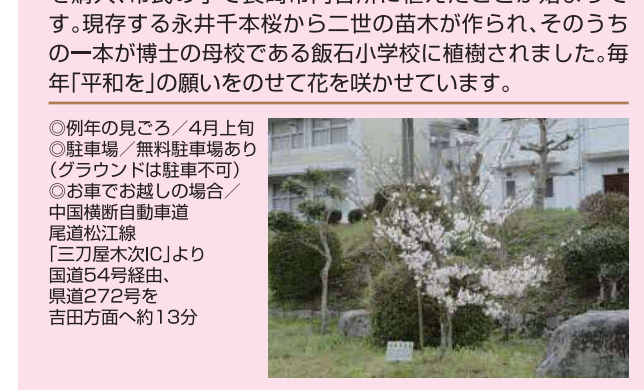 す。現存する永井千本桜から二世の苗木が作られ、そのうち
の一本が博士の母校である飯石小学校に植樹されました。毎
年「平和を」の願いをのせて花を咲かせています。
◎例年の見ごろ／4月上旬
◎駐車場／無料駐車場あり
（グラウンドは駐車不可）
◎お車でお越しの場合／
中国横断自動車道
尾道松江線
「三刀屋木次IC」より
国道54号経由、
県道272号を
吉田方面へ約13分